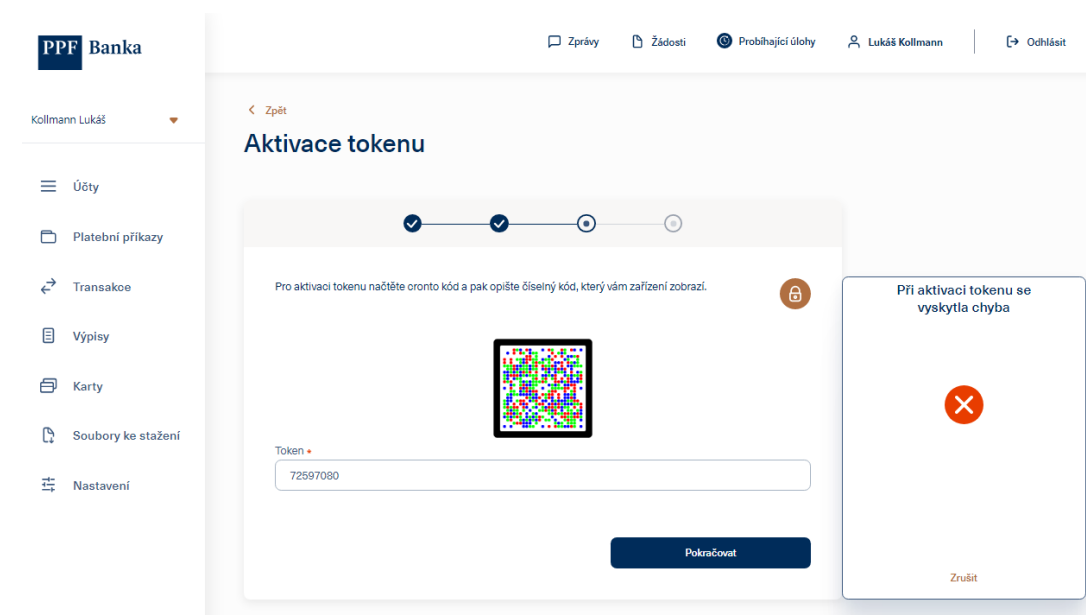 PPF Banka
Zprávy
Žádosti
Probíhající úlohy
Lukáš Kollmann
Odhlásit
Kollmann Lukáš
Zpět
Aktivace tokenu
Účty
Platební příkazy
Transakce
Výpisy
Karty
Soubory ke stažení
Nastavení
Pro aktivaci tokenu načtěte cronto kód a pak opište číselný kód, který vám zařízení zobrazí.
Token
72597080
Pokračovat
Při aktivaci tokenu se
vyskytla chyba
Zrušit